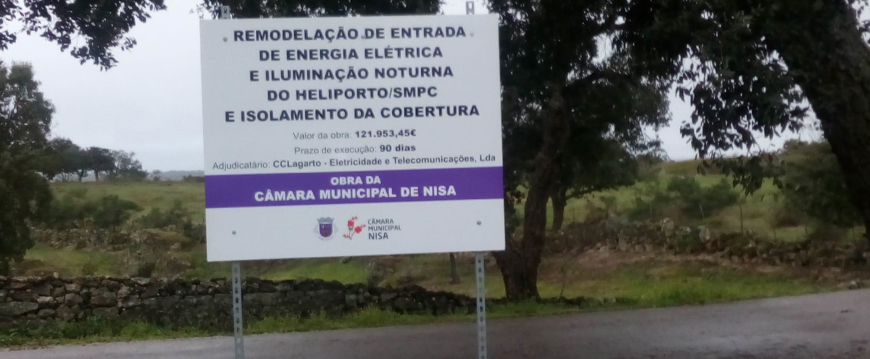 REMODELAÇÃO DE ENTRADA
DE ENERGIA ELÉTRICA
E ILUMINAÇÃO NOTURNA
DO HELIPORTO/SMPC
E ISOLAMENTO DA COBERTURA
Valor da obra: 121.953,45€
Prazo de execução: 90 dias
Adjudicatário: CCLagarto - Eletricidade e Telecomunicações, Lda
OBRA DA
CÂMARA MUNICIPAL DE NISA
CÂMARA
MUNICIPAL
NISA